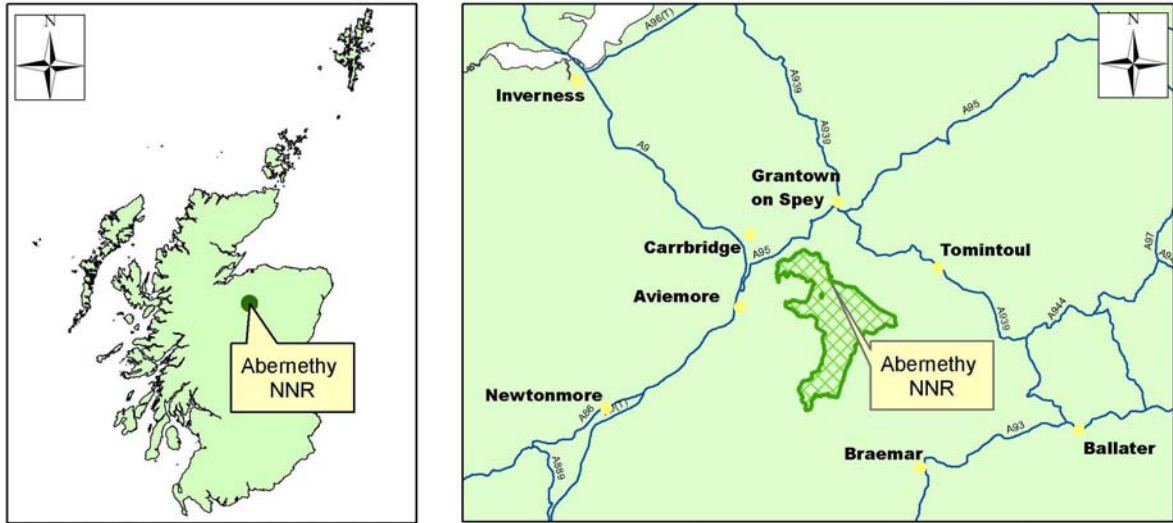 N
Abernethy
NNR
N
A96(T)
Inverness
A939
A95
A9
A939
Grantown
on Spey
Carrbridge
A95
A97
Tomintoul
Aviemore
A939
A944
Abernethy
NNR
Newtonmore
A86
A889
A93
Braemar
Ballater